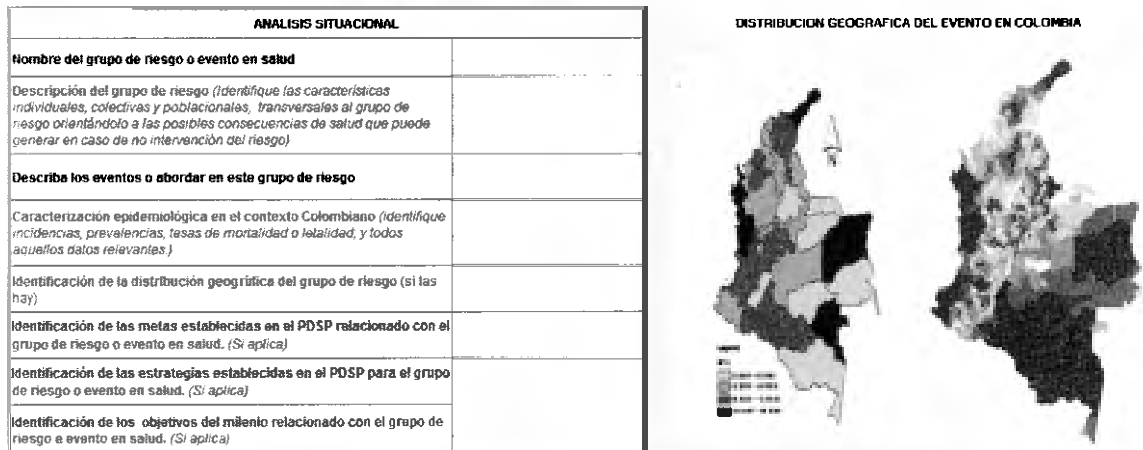 ANALISIS SITUACIONAL
Nombre del grupo de riesgo o evento en salud
Descripción del grupo de riesgo (Identifique las características
individuales, colectivas y poblacionales, transversales al grupo de
riesgo orientándolo a las posibles consecuencias de salud que puede
generar en caso de no intervención del riesgo)
Describa los eventos o abordar en este grupo de riesgo
Caracterización epidemiológica en el contexto Colombiano (identifique
incidencias, prevalencias, tasas de mortalidad o letalidad, y todos
aquellos datos relevantes.)
Identificación de la distribución geográfica del grupo de riesgo (si las
hay)
Identificación de las metas establecidas en el PDSP relacionado con el
grupo de riesgo o evento en salud. (Si aplica)
Identificación de las estrategias establecidas en el PDSP para el grupo
de riesgo o evento en salud. (Si aplica)
Identificación de los objetivos del milenio relacionado con el grupo de
riesgo e evento en salud. (Si aplica)
DISTRIBUCION GEOGRAFICA DEL EVENTO EN COLOMBIA